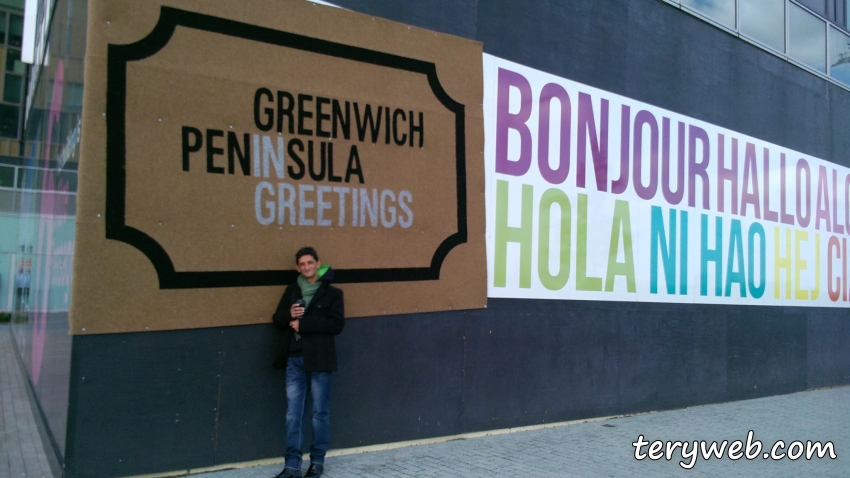 GREENWICH
PENINSULA
GREETINGS
BONJOUR HALLO
HOLA NI HAO HEJ
teryweb.com